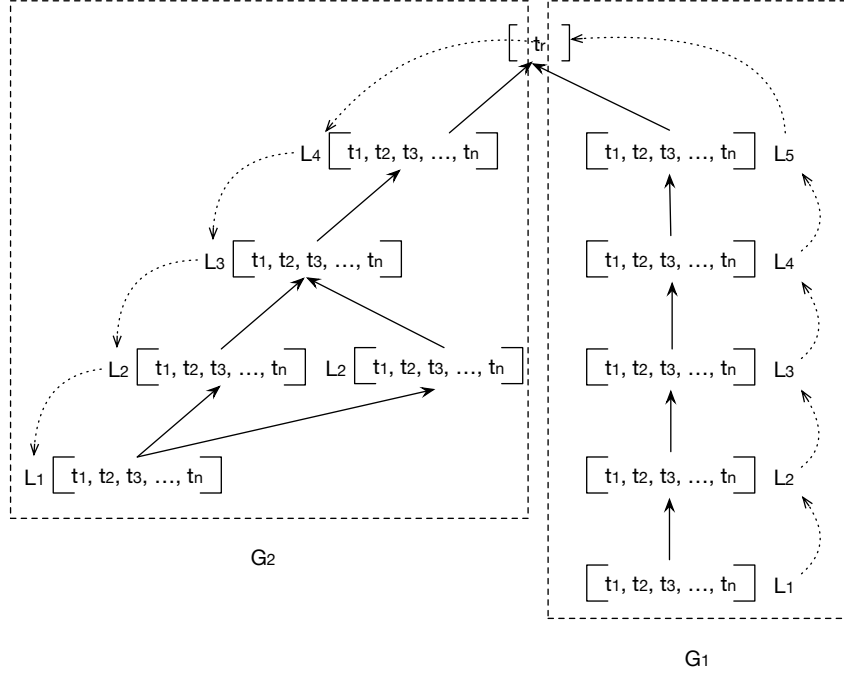 [ tr ]
L4 [ t1, t2, t3, ..., tn ] [ t1, t2, t3, ..., tn ] L5
L3 [ t1, t2, t3, ..., tn ] [ t1, t2, t3, ..., tn ] L4
L2 [ t1, t2, t3, ..., tn ] L2 [ t1, t2, t3, ..., tn ] [ t1, t2, t3, ..., tn ] L3
L1 [ t1, t2, t3, ..., tn ] [ t1, t2, t3, ..., tn ] L2
G2
[ t1, t2, t3, ..., tn ] L1
G1